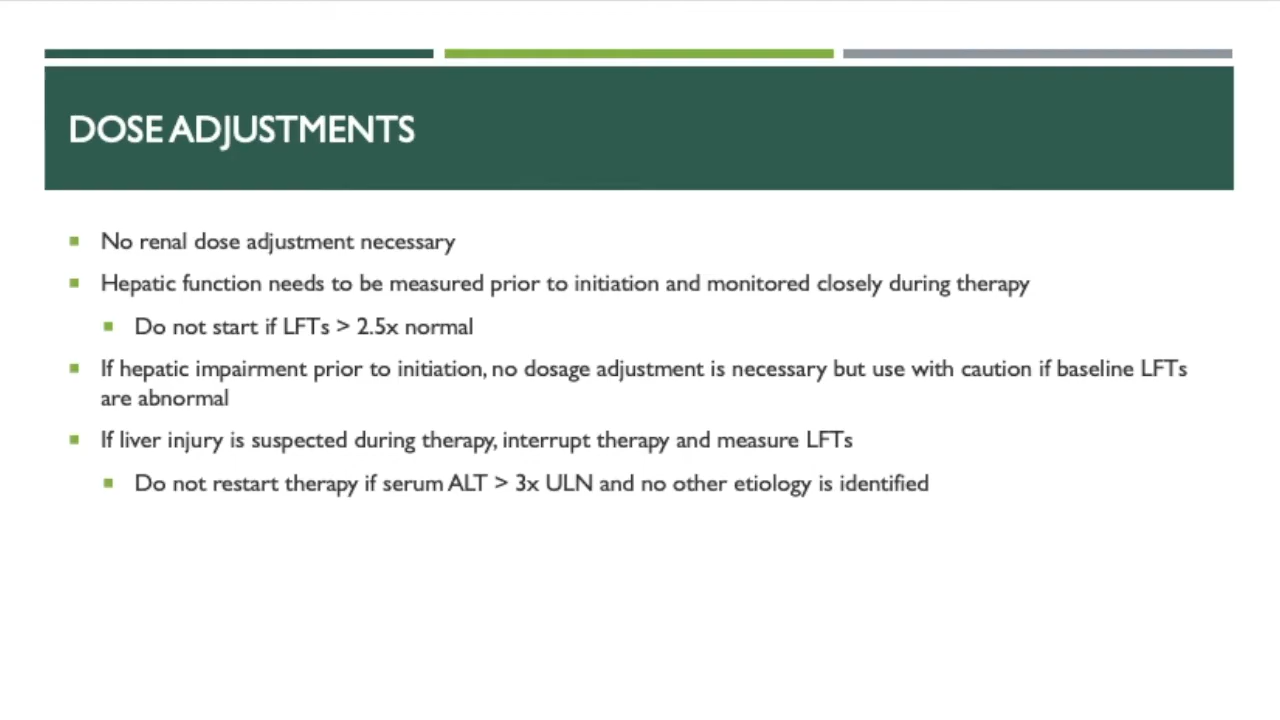 DOSE ADJUSTMENTS
No renal dose adjustment necessary
Hepatic function needs to be measured prior to initiation and monitored closely during therapy
Do not start if LFTs > 2.5x normal
If hepatic impairment prior to initiation, no dosage adjustment is necessary but use with caution if baseline LFTs
are abnormal
If liver injury is suspected during therapy, interrupt therapy and measure LFTs
Do not restart therapy if serum ALT > 3x ULN and no other etiology is identified